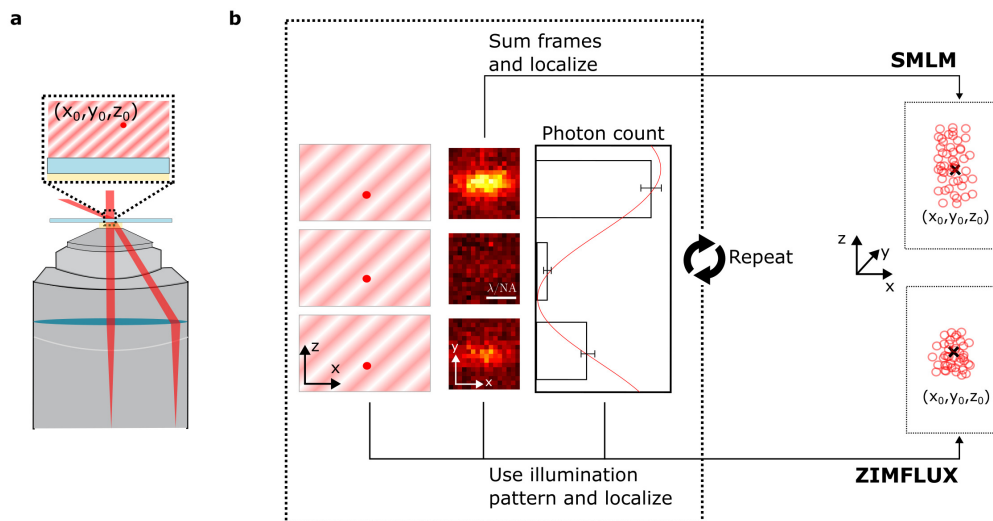 a
b
(x₀,y₀,z₀)
Sum frames
and localize
SMLM
Photon count
(x₀,y₀,z₀)
z
y
x
Repeat
λ/NA
z
x
y
x
(x₀,y₀,z₀)
Use illumination
pattern and localize
ZIMFLUX